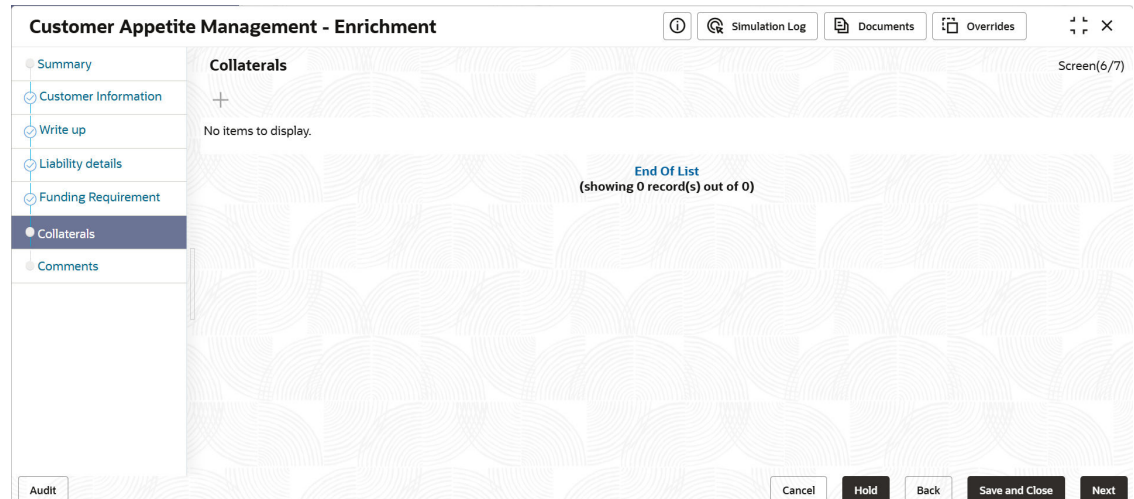 Customer Appetite Management - Enrichment
Simulation Log
Documents
Overrides
Summary
Customer Information
Write up
Liability details
Funding Requirement
Collaterals
Comments
Collaterals
Screen(6/7)
No items to display.
End Of List
(showing 0 record(s) out of 0)
Audit
Cancel
Hold
Back
Save and Close
Next